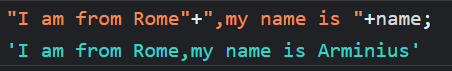 "I am from Rome"+",my name is "+name;
'I am from Rome,my name is Arminius'